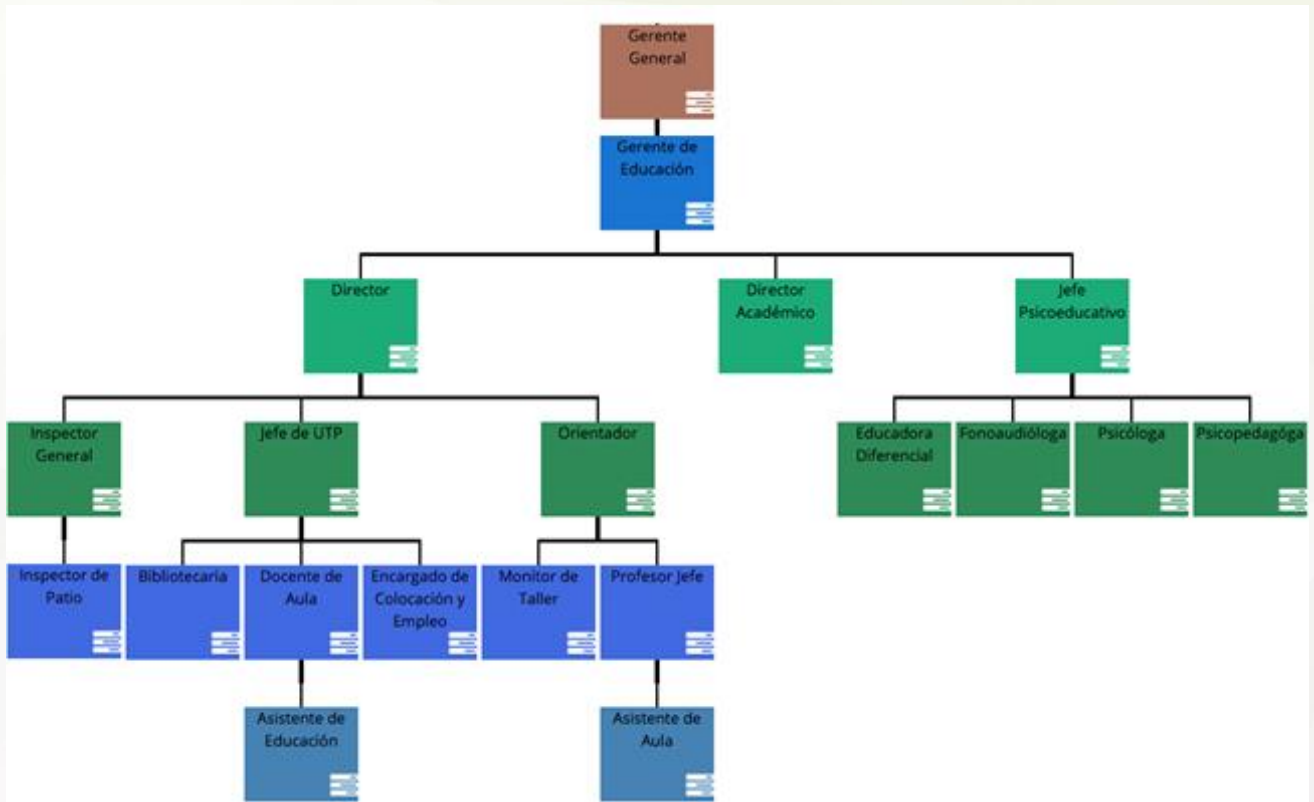 Gerente
General
Gerente de
Educación
Director
Director
Académico
Jefe
Psicoeducativo
Inspector
General
Jefe de UTP
Orientador
Educadora
Diferencial
Fonoaudióloga
Psicóloga
Psicopedagóga
Inspector de
Patio
Bibliotecaria
Docente de
Aula
Encargado de
Colocación y
Empleo
Monitor de
Taller
Profesor Jefe
Asistente de
Educación
Asistente de
Aula